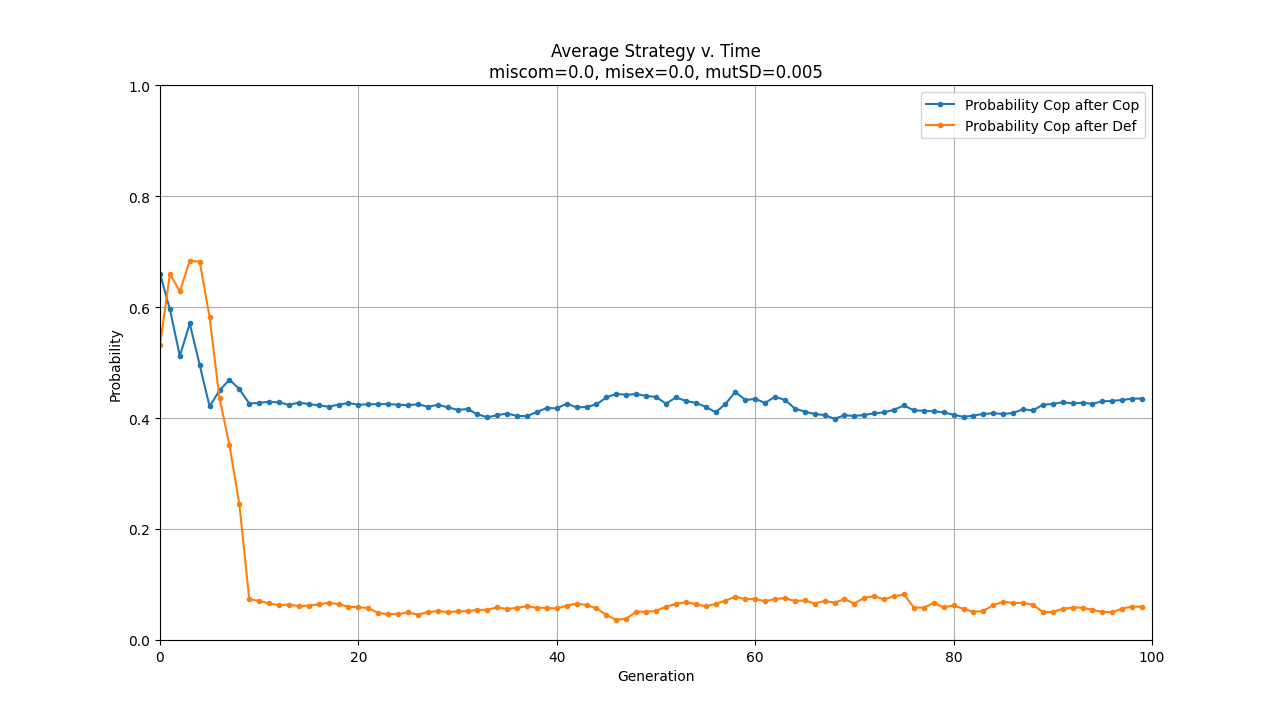 Average Strategy v. Time
miscom=0.0, misex=0.0, mutSD=0.005
1.0
Probability Cop after Cop
Probability Cop after Def
0.8
0.6
Probability
0.4
0.2
0.0
0 20 40 60 80 100
Generation